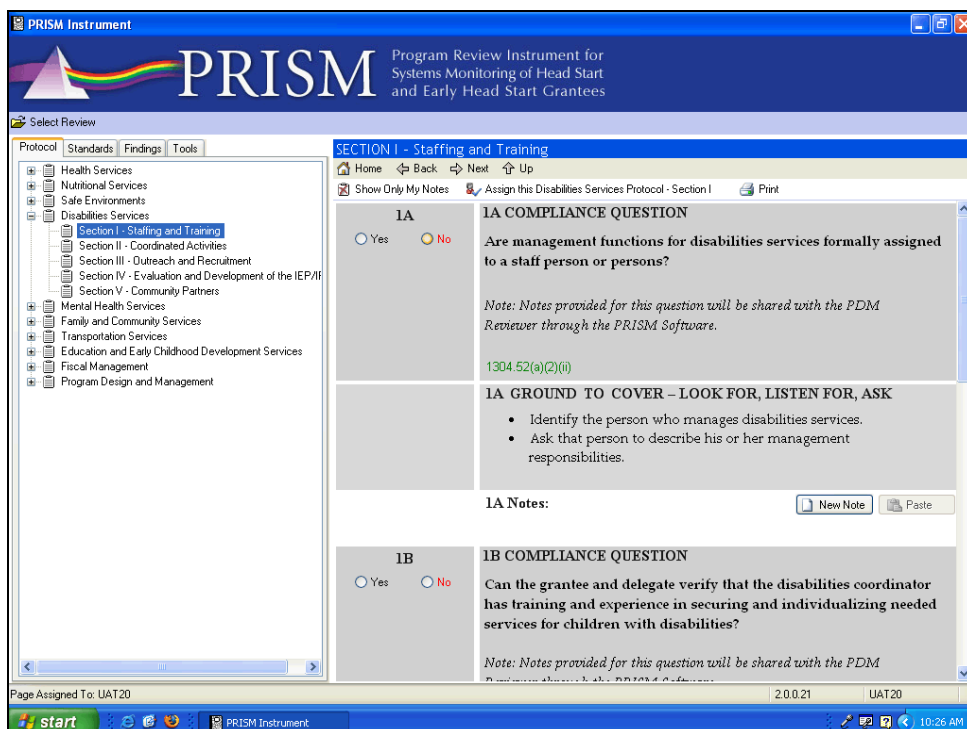 PRISM Instrument
PRISM
Program Review Instrument for
Systems Monitoring of Head Start
and Early Head Start Grantees
Select Review
Protocol Standards Findings Tools
Health Services
Nutritional Services
Safe Environments
Disabilities Services
Section I - Staffing and Training
Section II - Coordinated Activities
Section III - Outreach and Recruitment
Section IV - Evaluation and Development of the IEP/IF
Section V - Community Partners
Mental Health Services
Family and Community Services
Transportation Services
Education and Early Childhood Development Services
Fiscal Management
Program Design and Management
SECTION I - Staffing and Training
Home Back Next Up
Show Only My Notes Assign this Disabilities Services Protocol - Section I Print
1A
Yes No
1A COMPLIANCE QUESTION
Are management functions for disabilities services formally assigned
to a staff person or persons?
Note: Notes provided for this question will be shared with the PDM
Reviewer through the PRISM Software.
1304.52(a)(2)(ii)
1A GROUND TO COVER – LOOK FOR, LISTEN FOR, ASK
• Identify the person who manages disabilities services.
• Ask that person to describe his or her management
responsibilities.
1A Notes:
New Note Paste
1B
Yes No
1B COMPLIANCE QUESTION
Can the grantee and delegate verify that the disabilities coordinator
has training and experience in securing and individualizing needed
services for children with disabilities?
Note: Notes provided for this question will be shared with the PDM
Reviewer through the PRISM Software.
Page Assigned To: UAT20
2.0.0.21 UAT20
start PRISM Instrument 10:26 AM